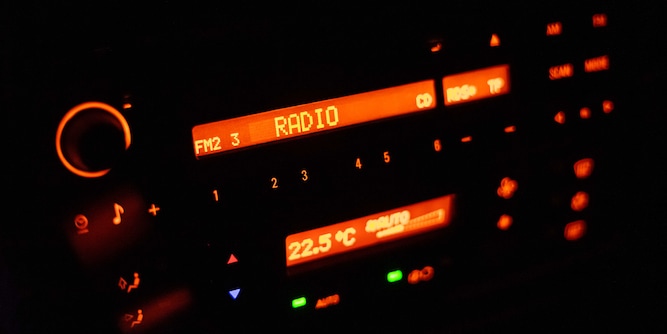 AM FM
SCAN MODE
RDS• TP
FM2 3 RADIO CD
1 2 3 4 5 6
22.5°C AUTO
AUTO